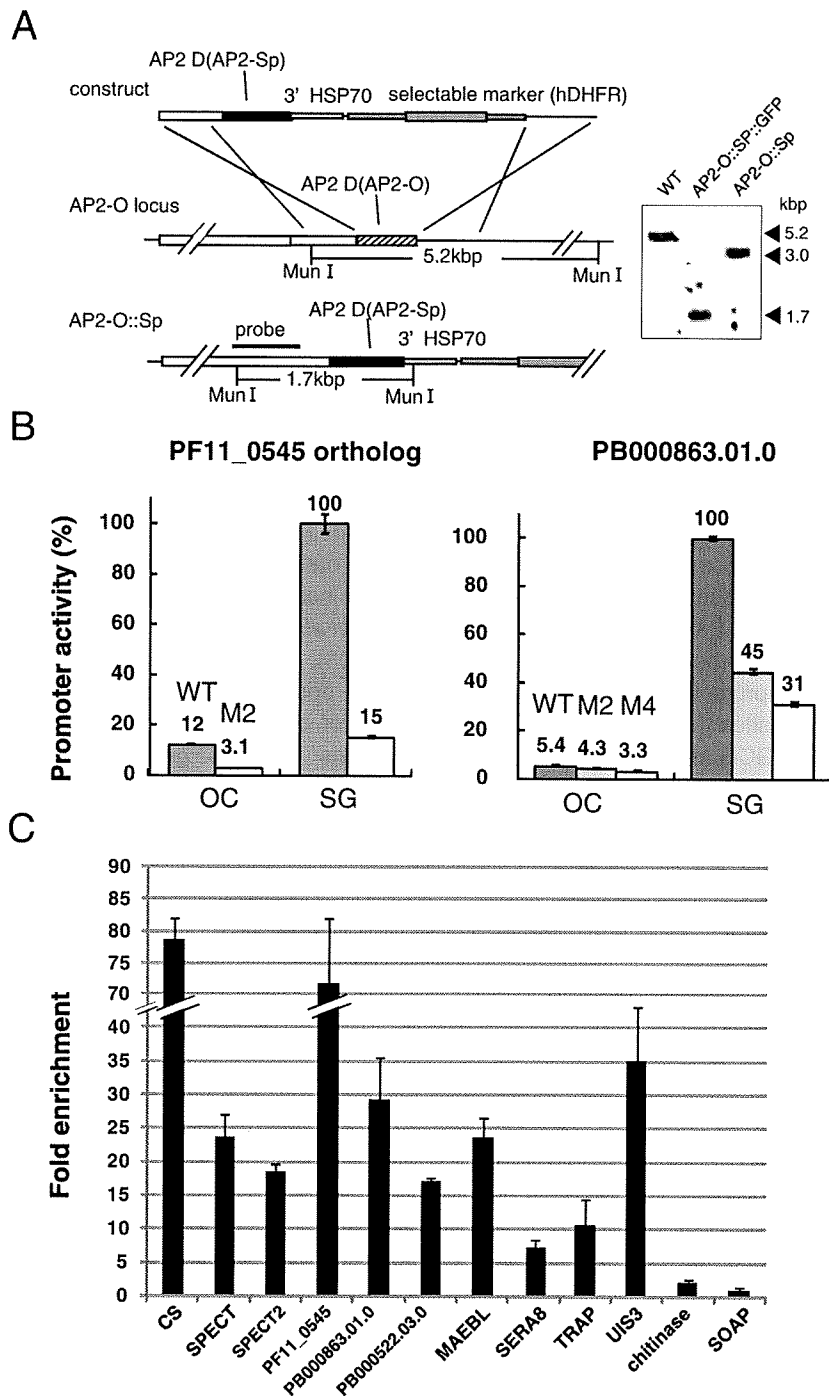 A
AP2 D(AP2-Sp)
construct
3' HSP70
selectable marker (hDHFR)
AP2 D(AP2-O)
AP2-O locus
Mun I
5.2kbp
Mun I
AP2-O::Sp
probe
AP2 D(AP2-Sp)
3' HSP70
Mun I
1.7kbp
Mun I
WT
AP2-O::SP::GFP
AP2-O::Sp
kbp
5.2
3.0
1.7
B
PF11_0545 ortholog
Promoter activity (%)
100
80
60
40
20
0
WT
12
M2
3.1
100
15
OC
SG
PB000863.01.0
100
80
60
40
20
0
WT M2 M4
5.4 4.3 3.3
100
45
31
OC
SG
C
Fold enrichment
90
85
80
75
70
40
35
30
25
20
15
10
5
0
CS
SPECT
SPECT2
PF11_0545
PB000863.01.0
PB000522.03.0
MAEBL
SERA8
TRAP
UIS3
chitinase
SOAP